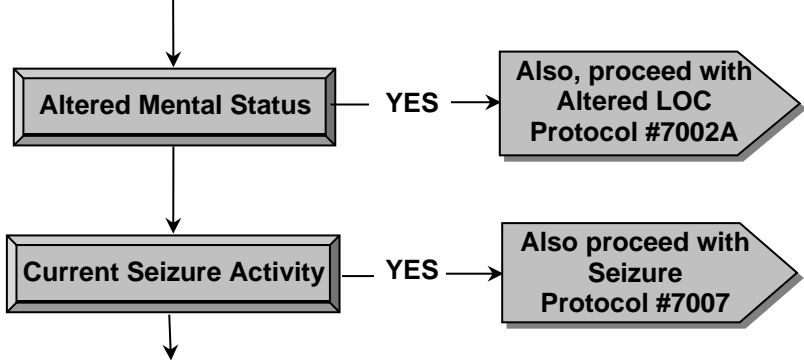 Altered Mental Status
YES
Also, proceed with
Altered LOC
Protocol #7002A
Current Seizure Activity
YES
Also proceed with
Seizure
Protocol #7007